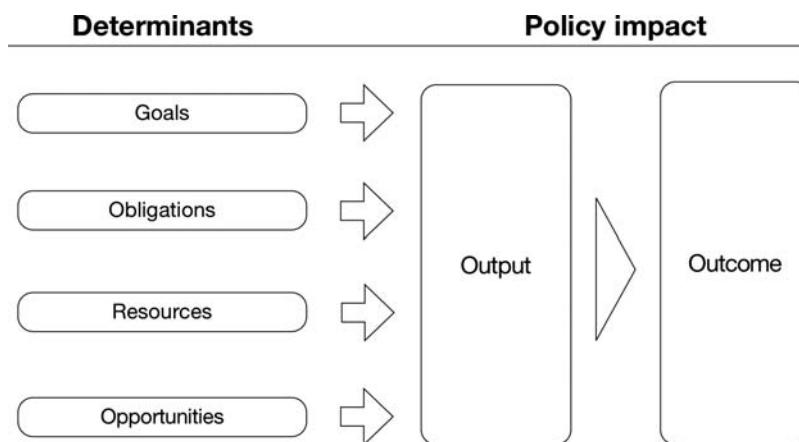 Determinants
Policy impact
Goals
Obligations
Resources
Opportunities
Output
Outcome